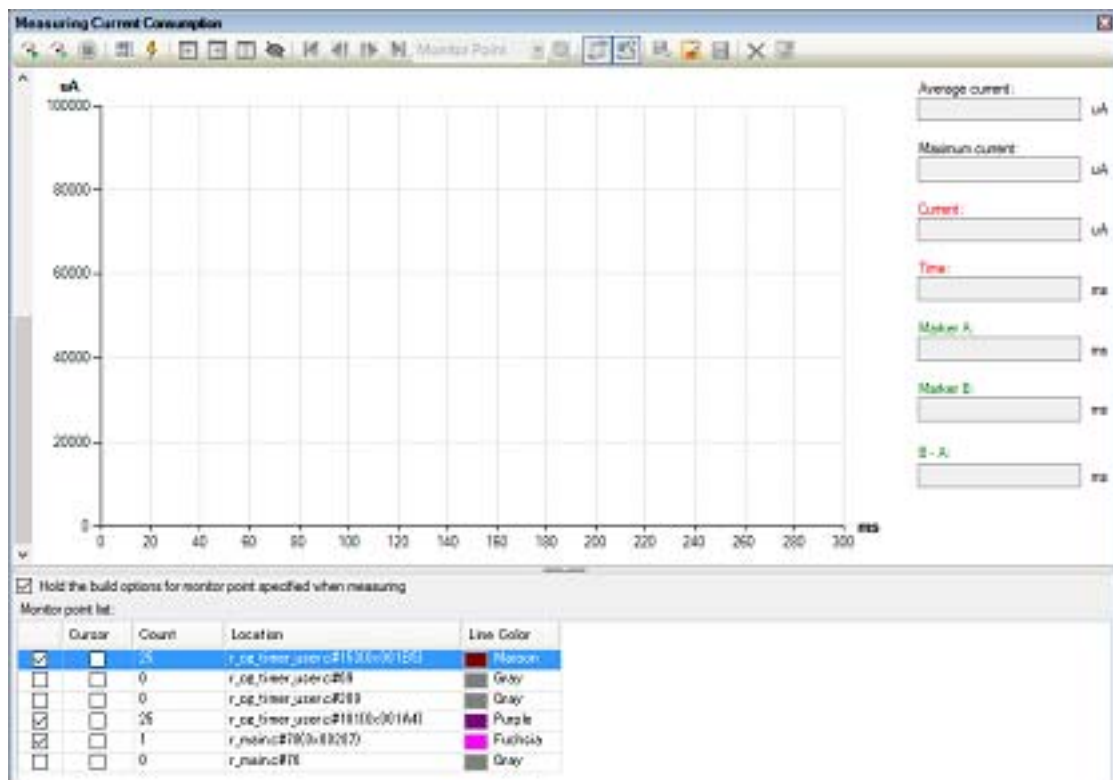 Measuring Current Consumption
Monitor Point
uA
100000
80000
60000
40000
20000
0
0 20 40 60 80 100 120 140 160 180 200 220 240 260 280 300
ms
Average current:
uA
Maximum current:
uA
Current:
uA
Time:
ms
Marker A:
ms
Marker B:
ms
B - A:
ms
Hold the build options for monitor point specified when measuring
Monitor point list:
Cursor Count Location Line Color
25 Maroon
0 Gray
0 Gray
25 Purple
1 Fuchsia
0 r_main.c#76 Gray